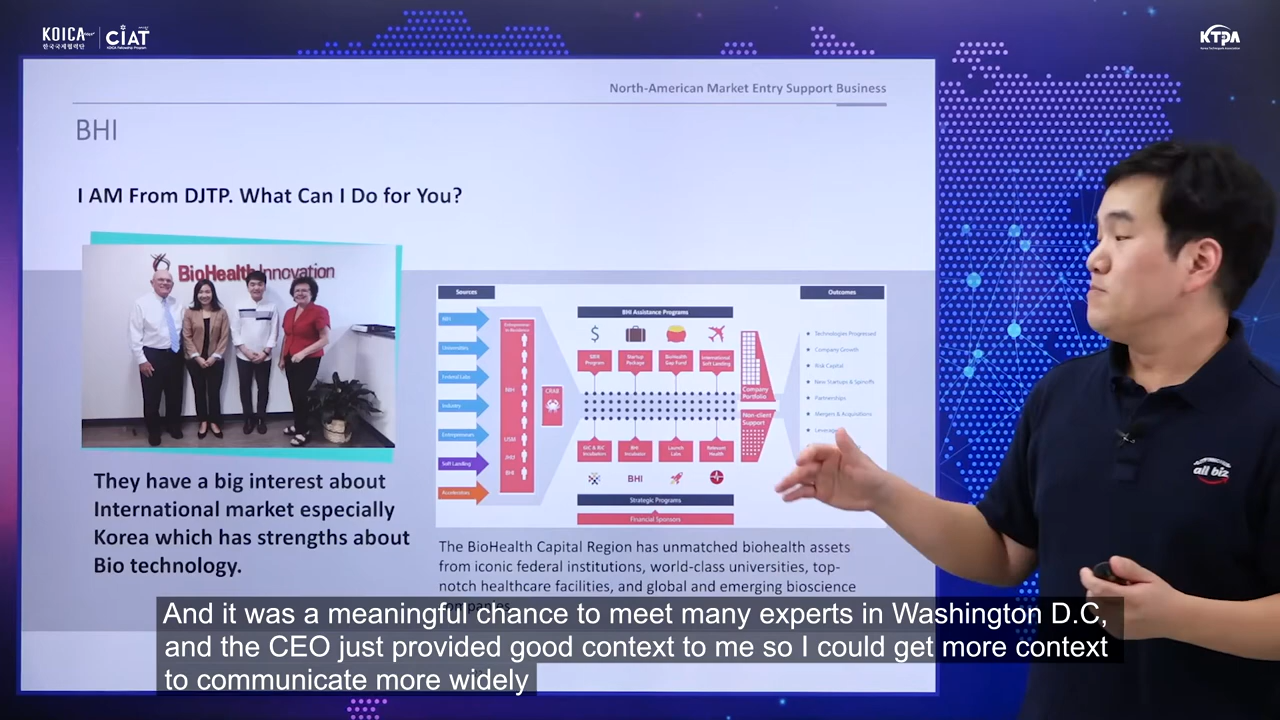 KOICA
한국국제협력단
CIAT
KOICA Fellowship Program
KTPA
Korea Technopark Association
North-American Market Entry Support Business
BHI
I AM From DJTP. What Can I Do for You?
BioHealth Innovation
They have a big interest about
International market especially
Korea which has strengths about
Bio technology.
Sources
BHI Assistance Programs
Outcomes
Universities
Federal Labs
Industry
Entrepreneurs
Soft Landing
Accelerators
Entrepreneurs
in Residence
NIH
USM
JHU
BHI
CRAB
$
SBIR
Program
Startup
Package
BioHealth
Gap Fund
International
Soft Landing
Company
Portfolio
Non-client
Support
BHI
Incubator
Launch
Labs
Relevant
Health
BHI
Strategic Programs
Financial Sponsors
Company Growth
Risk Capital
New Startups & Spinoffs
Partnerships
Mergers & Acquisitions
The BioHealth Capital Region has unmatched biohealth assets
from iconic federal institutions, world-class universities, top-
notch healthcare facilities, and global and emerging bioscience
all biz
And it was a meaningful chance to meet many experts in Washington D.C,
and the CEO just provided good context to me so I could get more context
to communicate more widely